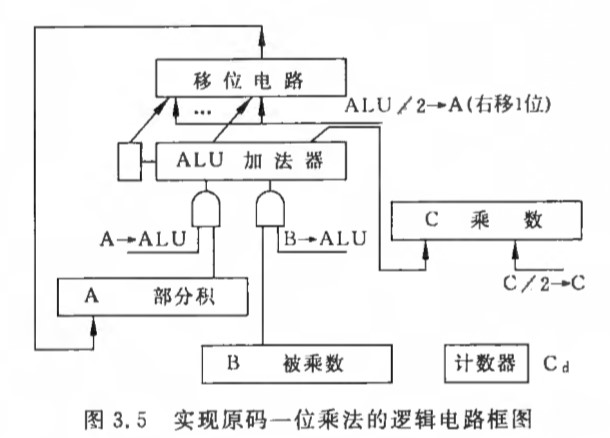 移位电路
...
ALU/2→A(右移1位)
ALU 加法器
A→ALU
B→ALU
C 乘 数
C/2→C
A 部分积
B 被乘数
计数器 Cd
图 3.5 实现原码一位乘法的逻辑电路框图